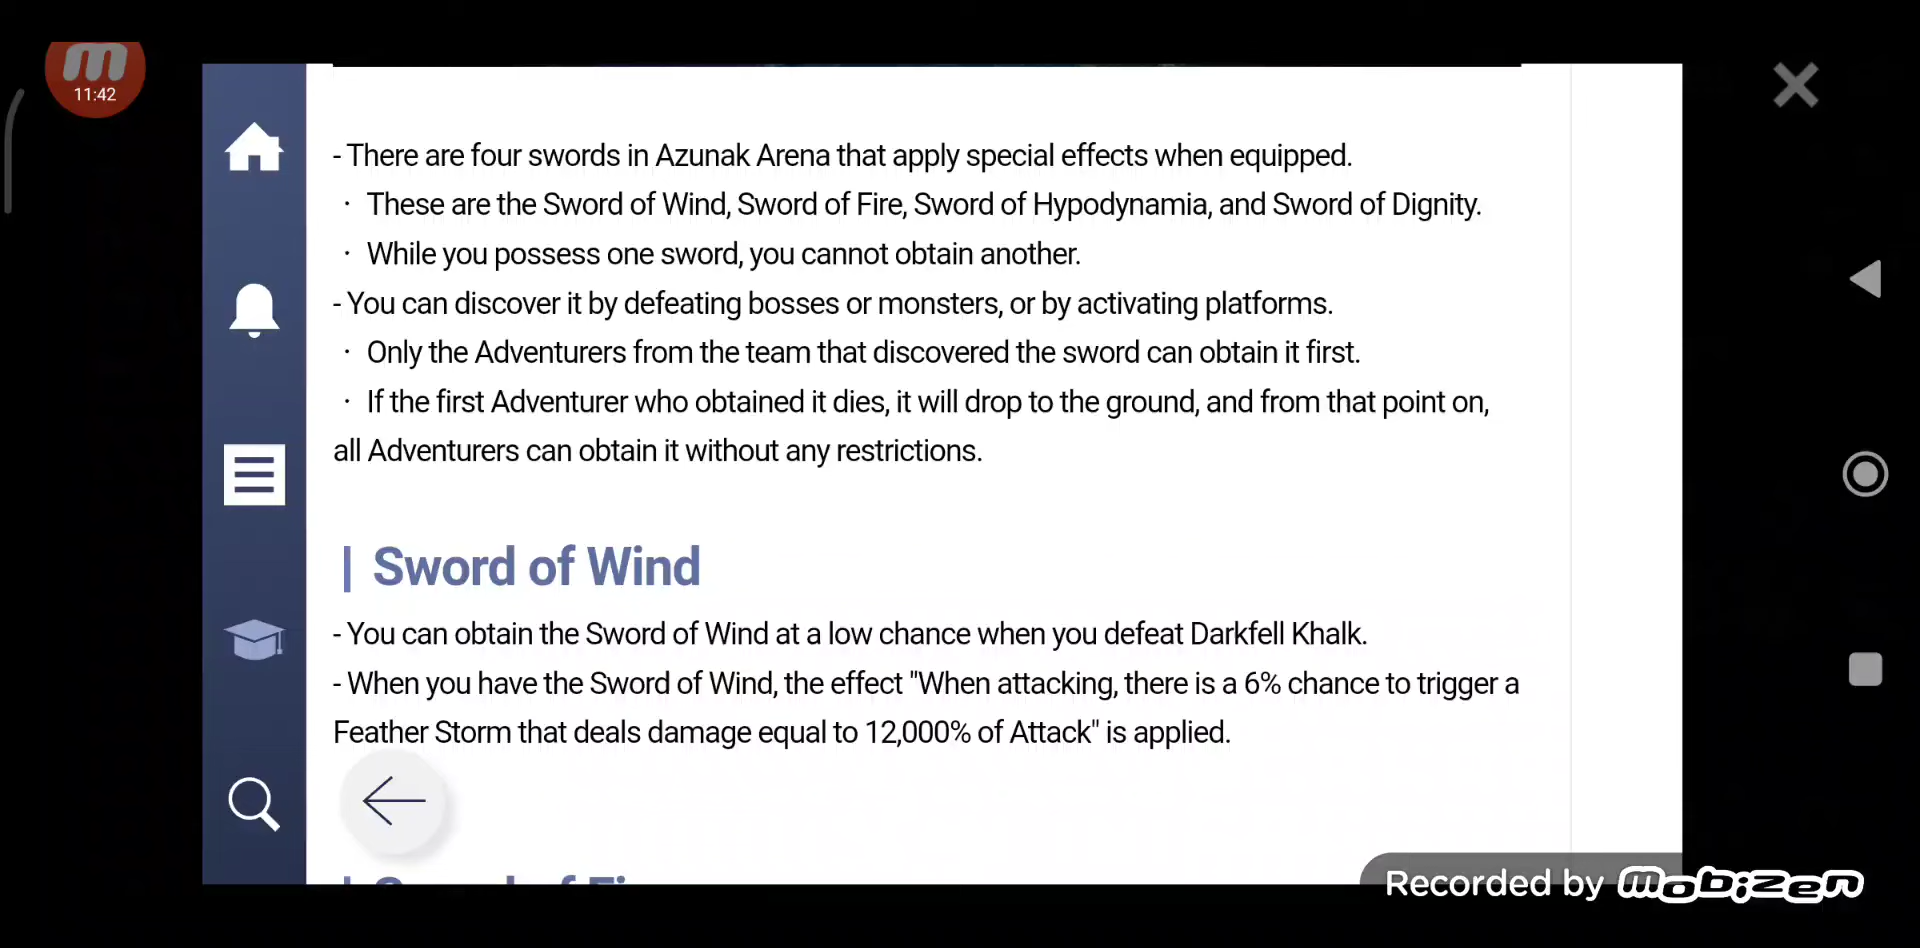 m
11:42
- There are four swords in Azunak Arena that apply special effects when equipped.
· These are the Sword of Wind, Sword of Fire, Sword of Hypodynamia, and Sword of Dignity.
· While you possess one sword, you cannot obtain another.
- You can discover it by defeating bosses or monsters, or by activating platforms.
· Only the Adventurers from the team that discovered the sword can obtain it first.
· If the first Adventurer who obtained it dies, it will drop to the ground, and from that point on,
all Adventurers can obtain it without any restrictions.
| Sword of Wind
- You can obtain the Sword of Wind at a low chance when you defeat Darkfell Khalk.
- When you have the Sword of Wind, the effect "When attacking, there is a 6% chance to trigger a
Feather Storm that deals damage equal to 12,000% of Attack" is applied.
Recorded by mobizen